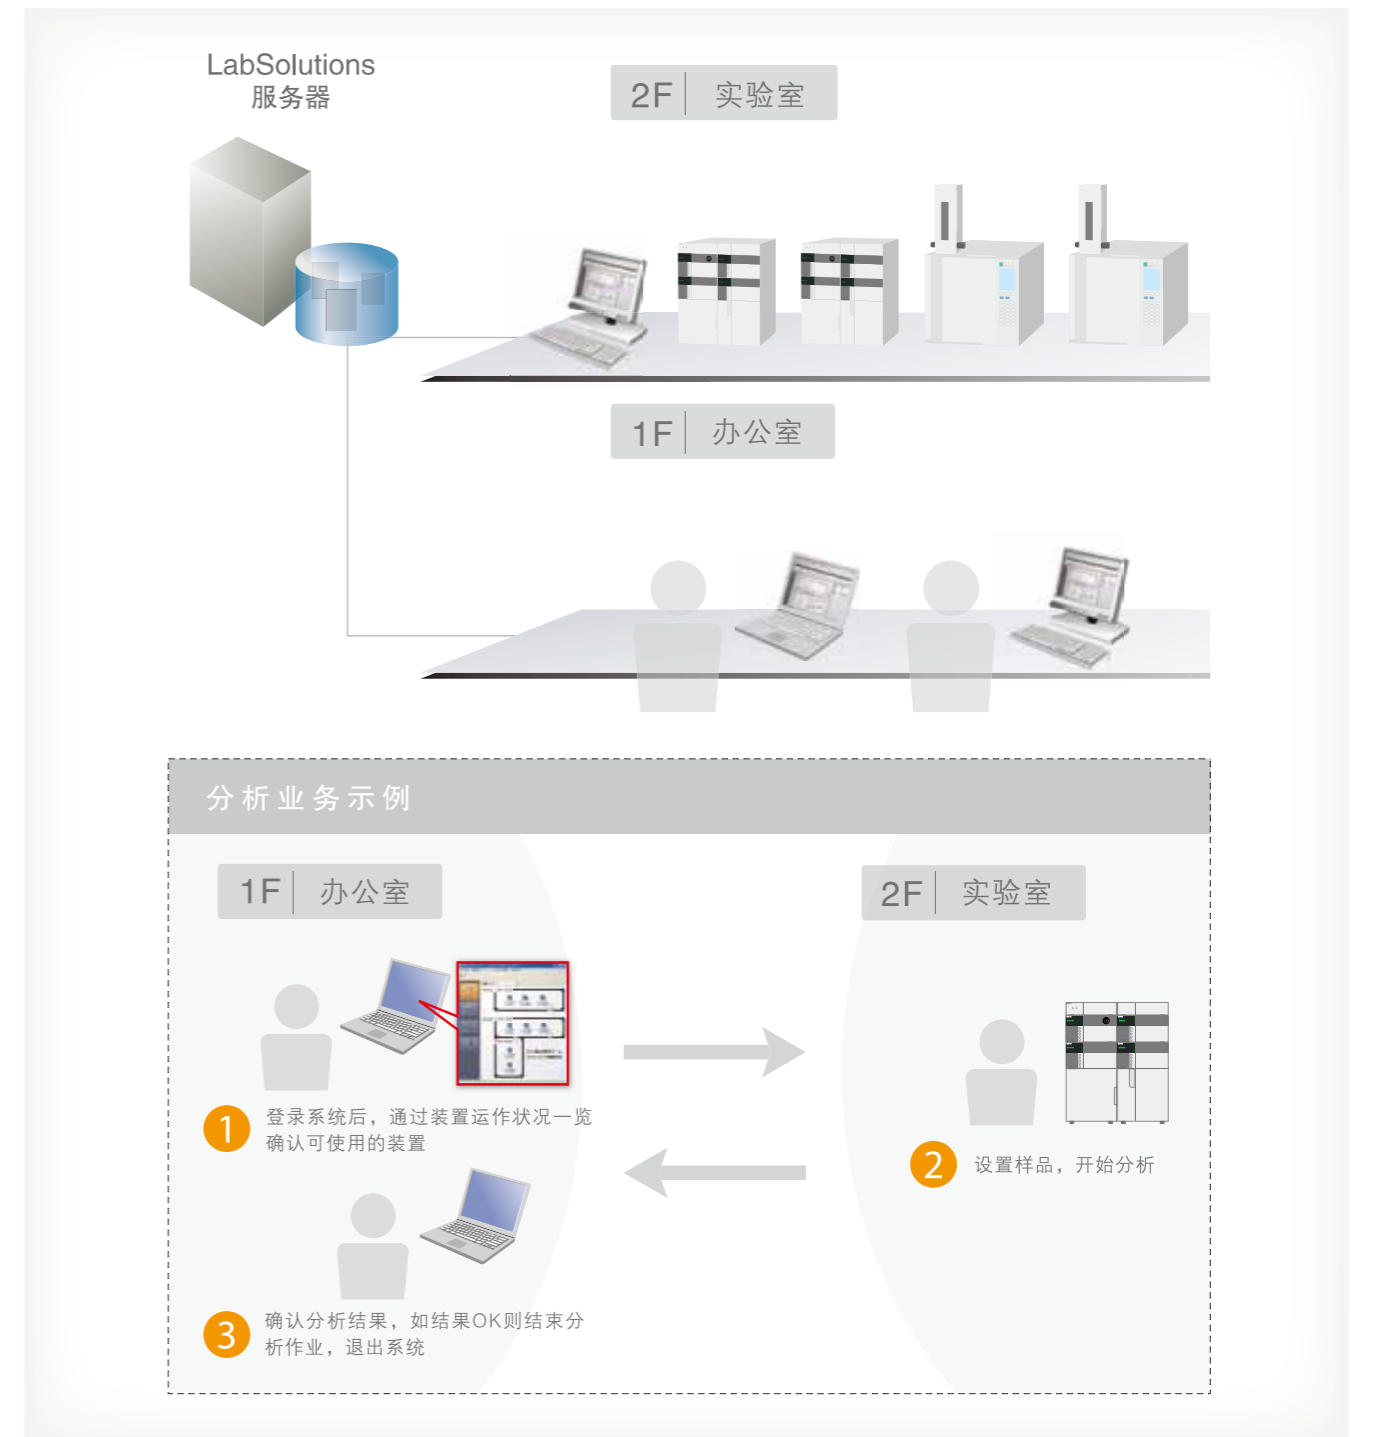 LabSolutions
服务器
2F 实验室
1F 办公室
分析业务示例
1F 办公室
2F 实验室
1 登录系统后，通过装置运作状况一览
确认可使用的装置
2 设置样品，开始分析
3 确认分析结果，如结果OK则结束分
析作业，退出系统